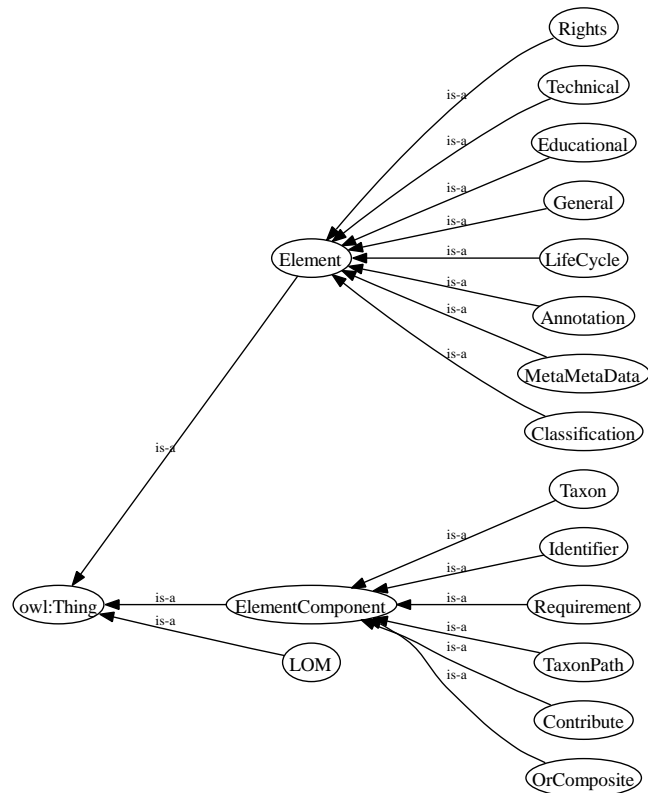 Rights
is-a
Technical
is-a
Educational
is-a
General
is-a
Element
is-a
LifeCycle
is-a
Annotation
is-a
MetaMetaData
is-a
Classification
is-a
Taxon
is-a
Identifier
is-a
owl:Thing
is-a
ElementComponent
is-a
Requirement
is-a
LOM
is-a
TaxonPath
is-a
Contribute
is-a
OrComposite